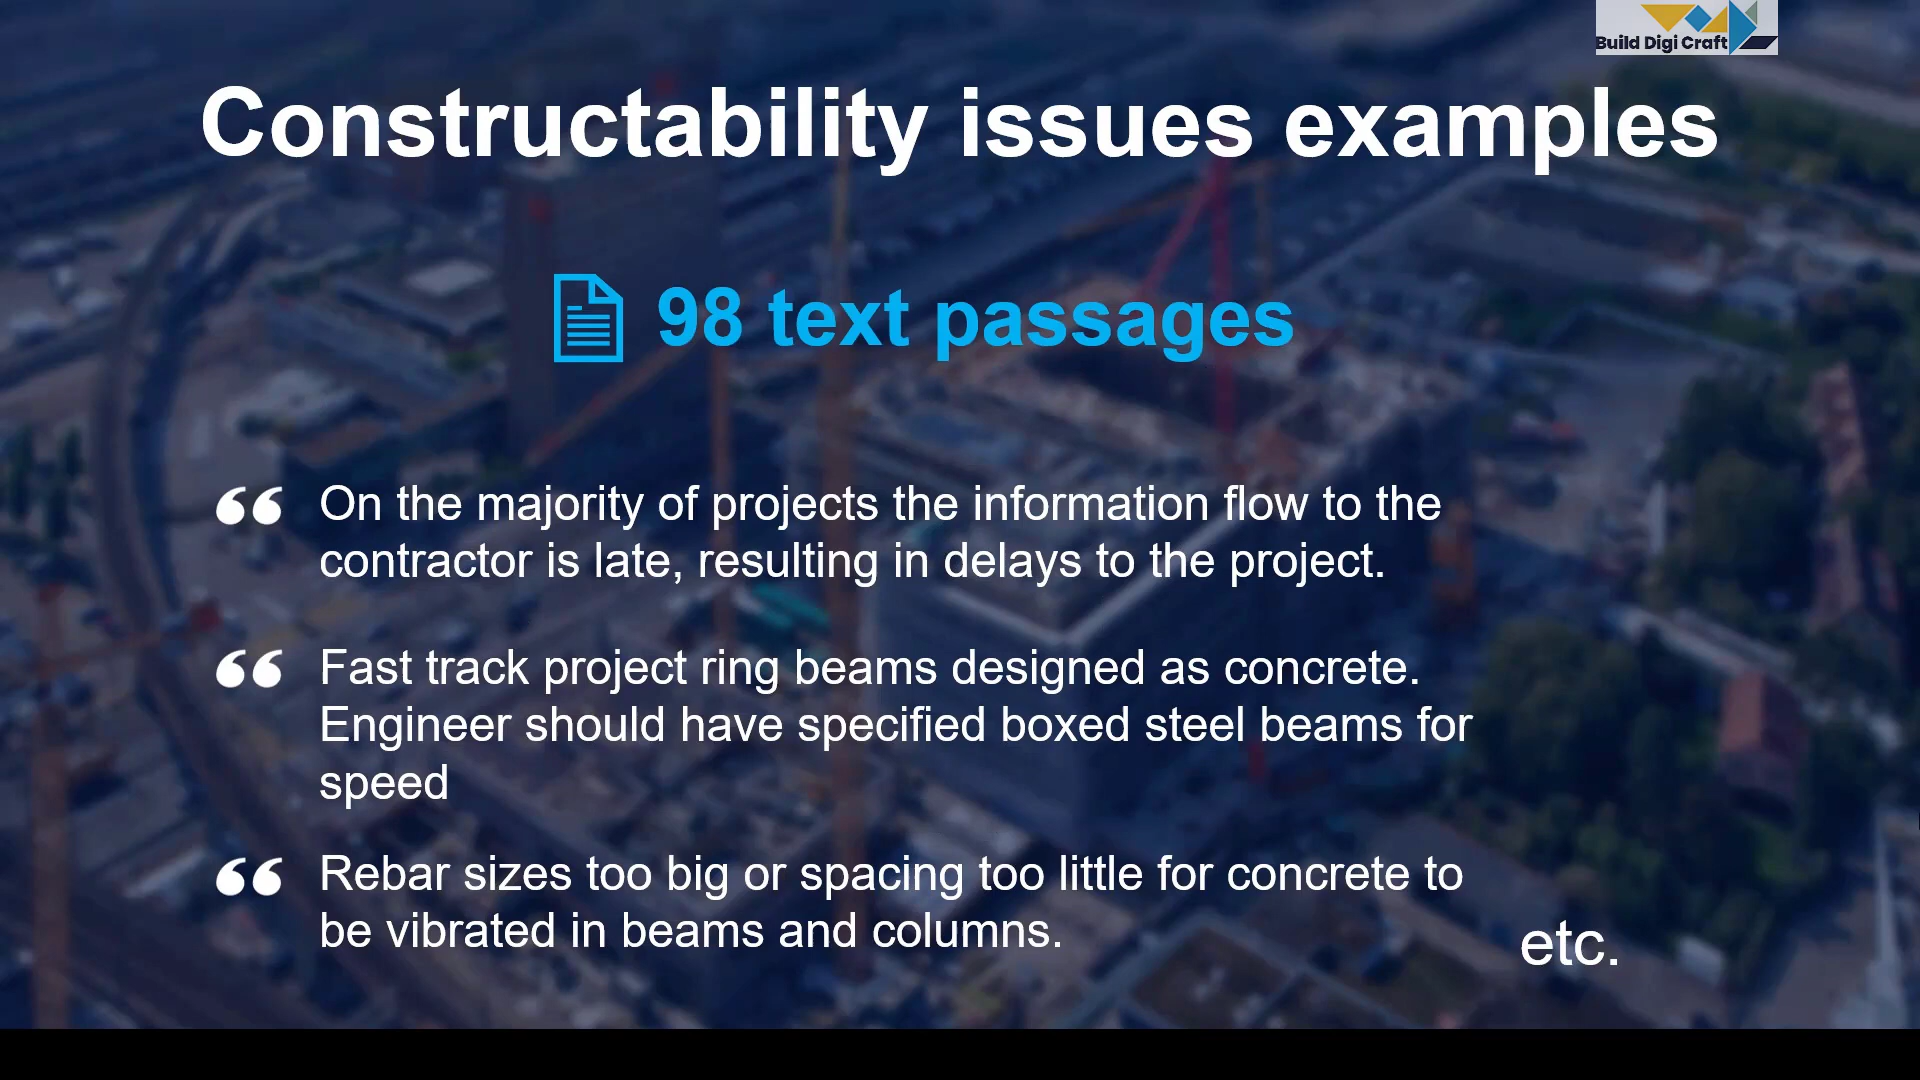 Build Digi Craft
Constructability issues examples
98 text passages
“ On the majority of projects the information flow to the
contractor is late, resulting in delays to the project.
“ Fast track project ring beams designed as concrete.
Engineer should have specified boxed steel beams for
speed
“ Rebar sizes too big or spacing too little for concrete to
be vibrated in beams and columns.
etc.